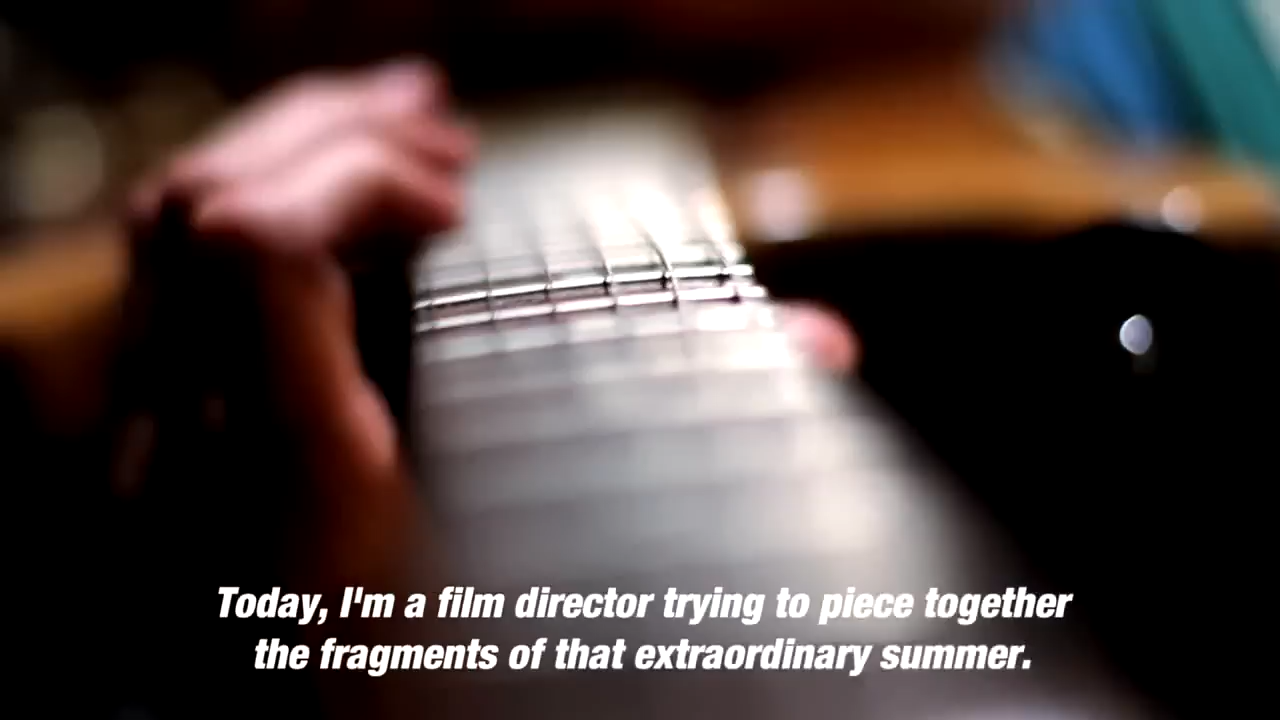 Today, I'm a film director trying to piece together
the fragments of that extraordinary summer.